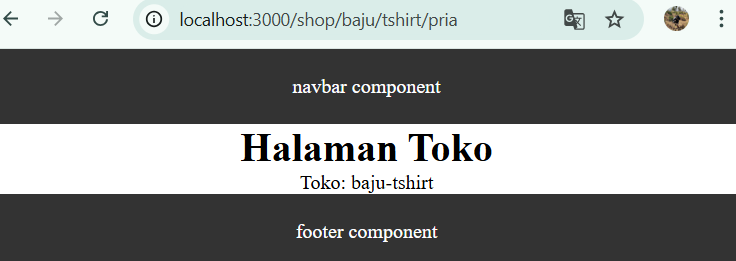 localhost:3000/shop/baju/tshirt/pria
navbar component
Halaman Toko
Toko: baju-tshirt
footer component